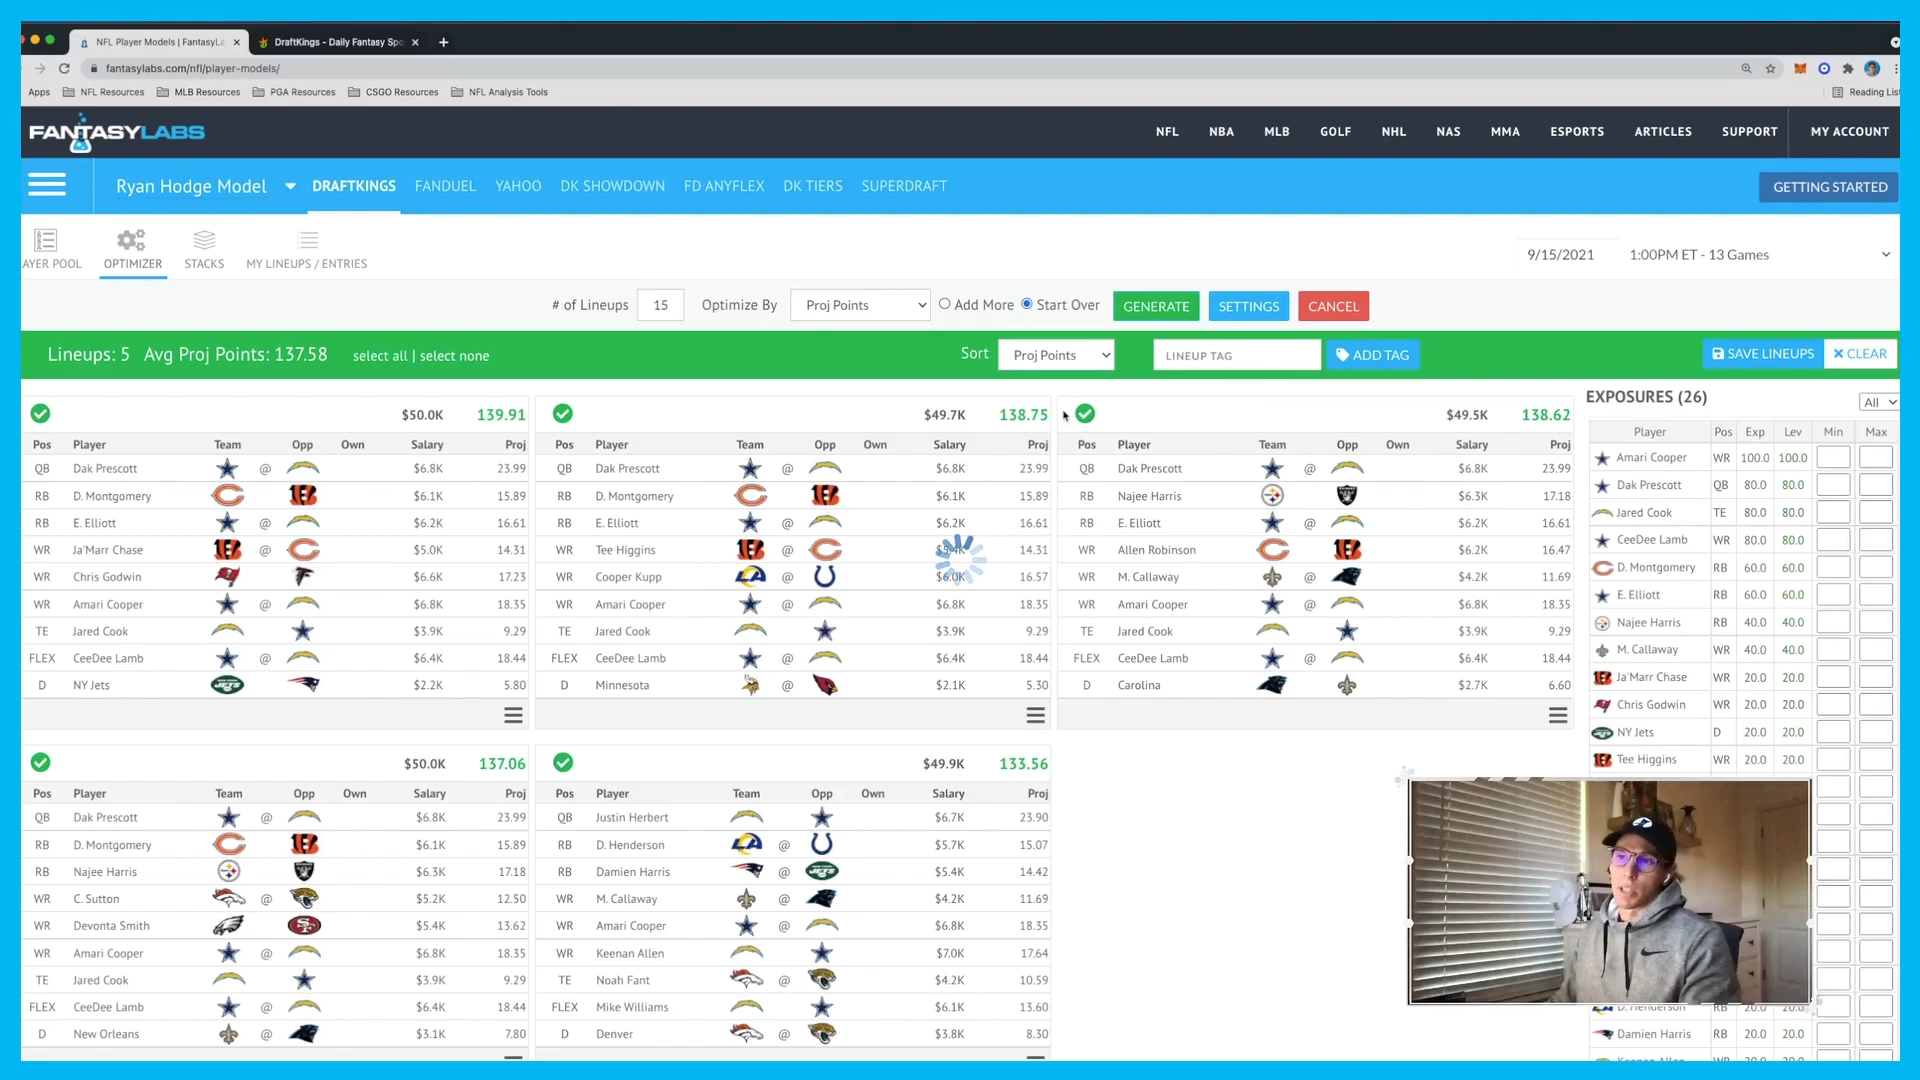 NFL Player Models | FantasyLa
DraftKings - Daily Fantasy Spo
fantasylabs.com/nfl/player-models/
Apps NFL Resources MLB Resources PGA Resources CSGO Resources NFL Analysis Tools Reading List
FANTASYLABS NFL NBA MLB GOLF NHL NAS MMA ESPORTS ARTICLES SUPPORT MY ACCOUNT
Ryan Hodge Model DRAFTKINGS FANDUEL YAHOO DK SHOWDOWN FD ANYFLEX DK TIERS SUPERDRAFT GETTING STARTED
AYER POOL OPTIMIZER STACKS MY LINEUPS / ENTRIES 9/15/2021 1:00PM ET - 13 Games
# of Lineups 15 Optimize By Proj Points Add More Start Over GENERATE SETTINGS CANCEL
Lineups: 5 Avg Proj Points: 137.58 select all | select none Sort Proj Points LINEUP TAG ADD TAG SAVE LINEUPS CLEAR
$50.0K 139.91
Pos Player Team Opp Own Salary Proj
QB Dak Prescott @ $6.8K 23.99
RB D. Montgomery $6.1K 15.89
RB E. Elliott @ $6.2K 16.61
WR Ja'Marr Chase @ $5.0K 14.31
WR Chris Godwin $6.6K 17.23
WR Amari Cooper @ $6.8K 18.35
TE Jared Cook $3.9K 9.29
FLEX CeeDee Lamb @ $6.4K 18.44
D NY Jets $2.2K 5.80
$49.7K 138.75
Pos Player Team Opp Own Salary Proj
QB Dak Prescott @ $6.8K 23.99
RB D. Montgomery $6.1K 15.89
RB E. Elliott @ $6.2K 16.61
WR Tee Higgins @ 14.31
WR Cooper Kupp @ $6.0K 16.57
WR Amari Cooper @ $6.8K 18.35
TE Jared Cook $3.9K 9.29
FLEX CeeDee Lamb @ $6.4K 18.44
D Minnesota @ $2.1K 5.30
$49.5K 138.62
Pos Player Team Opp Own Salary Proj
QB Dak Prescott @ $6.8K 23.99
RB Najee Harris $6.3K 17.18
RB E. Elliott @ $6.2K 16.61
WR Allen Robinson $6.2K 16.47
WR M. Callaway @ $4.2K 11.69
WR Amari Cooper @ $6.8K 18.35
TE Jared Cook $3.9K 9.29
FLEX CeeDee Lamb @ $6.4K 18.44
D Carolina $2.7K 6.60
$50.0K 137.06
Pos Player Team Opp Own Salary Proj
QB Dak Prescott @ $6.8K 23.99
RB D. Montgomery $6.1K 15.89
RB Najee Harris $6.3K 17.18
WR C. Sutton @ $5.2K 12.50
WR Devonta Smith $5.4K 13.62
WR Amari Cooper @ $6.8K 18.35
TE Jared Cook $3.9K 9.29
FLEX CeeDee Lamb @ $6.4K 18.44
D New Orleans @ $3.1K 7.80
$49.9K 133.56
Pos Player Team Opp Own Salary Proj
QB Justin Herbert $6.7K 23.90
RB D. Henderson @ $5.7K 15.07
RB Damien Harris @ $5.4K 14.42
WR M. Callaway @ $4.2K 11.69
WR Amari Cooper @ $6.8K 18.35
WR Keenan Allen $7.0K 17.64
TE Noah Fant @ $4.2K 10.59
FLEX Mike Williams $6.1K 13.60
D Denver @ $3.8K 8.30
EXPOSURES (26)
All
Player Pos Exp Lev Min Max
Amari Cooper WR 100.0 100.0
Dak Prescott QB 80.0 80.0
Jared Cook TE 80.0 80.0
CeeDee Lamb WR 80.0 80.0
D. Montgomery RB 60.0 60.0
E. Elliott RB 60.0 60.0
Najee Harris RB 40.0 40.0
M. Callaway WR 40.0 40.0
Ja'Marr Chase WR 20.0 20.0
Chris Godwin WR 20.0 20.0
NY Jets D 20.0 20.0
Tee Higgins WR 20.0 20.0
D. Henderson RB 20.0 20.0
Damien Harris RB 20.0 20.0
Keenan Allen WR 20.0 20.0